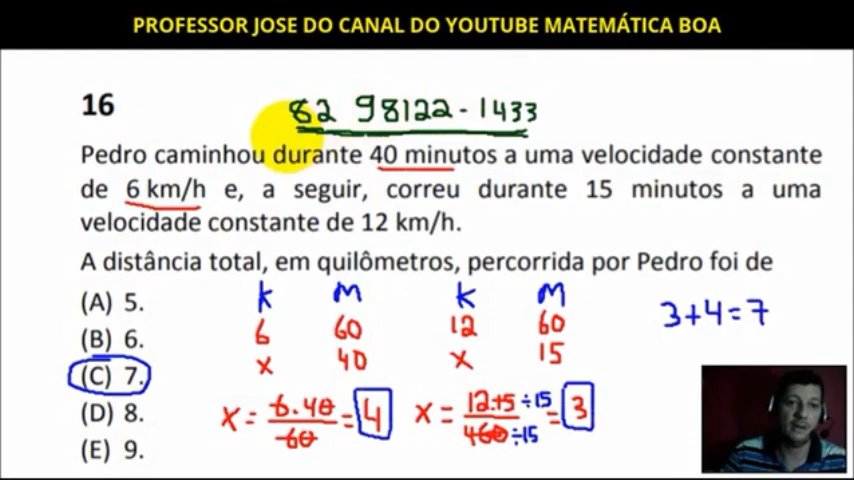 PROFESSOR JOSE DO CANAL DO YOUTUBE MATEMÁTICA BOA
16
82 98122-1433
Pedro caminhou durante 40 minutos a uma velocidade constante
de 6 km/h e, a seguir, correu durante 15 minutos a uma
velocidade constante de 12 km/h.
A distância total, em quilômetros, percorrida por Pedro foi de
(A) 5.
(B) 6.
(C) 7.
(D) 8.
(E) 9.
K M
6 60
x 40
x = 6.40/60 = 4
K M
12 60
x 15
x = 12.15÷15/460÷15 = 3
3+4=7